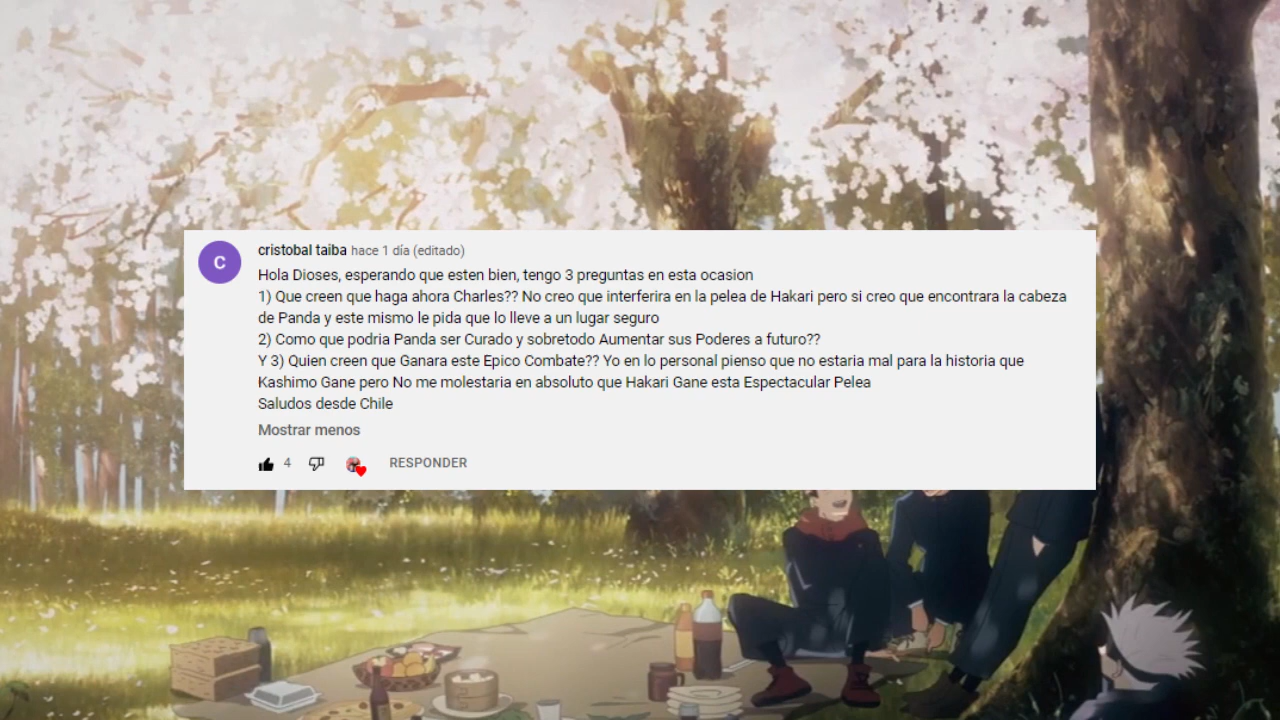 C
cristobal taiba hace 1 día (editado)
Hola Dioses, esperando que esten bien, tengo 3 preguntas en esta ocasion
1) Que creen que haga ahora Charles?? No creo que interferira en la pelea de Hakari pero si creo que encontrara la cabeza
de Panda y este mismo le pida que lo lleve a un lugar seguro
2) Como que podria Panda ser Curado y sobretodo Aumentar sus Poderes a futuro??
Y 3) Quien creen que Ganara este Epico Combate?? Yo en lo personal pienso que no estaria mal para la historia que
Kashimo Gane pero No me molestaria en absoluto que Hakari Gane esta Espectacular Pelea
Saludos desde Chile
Mostrar menos
4 RESPONDER